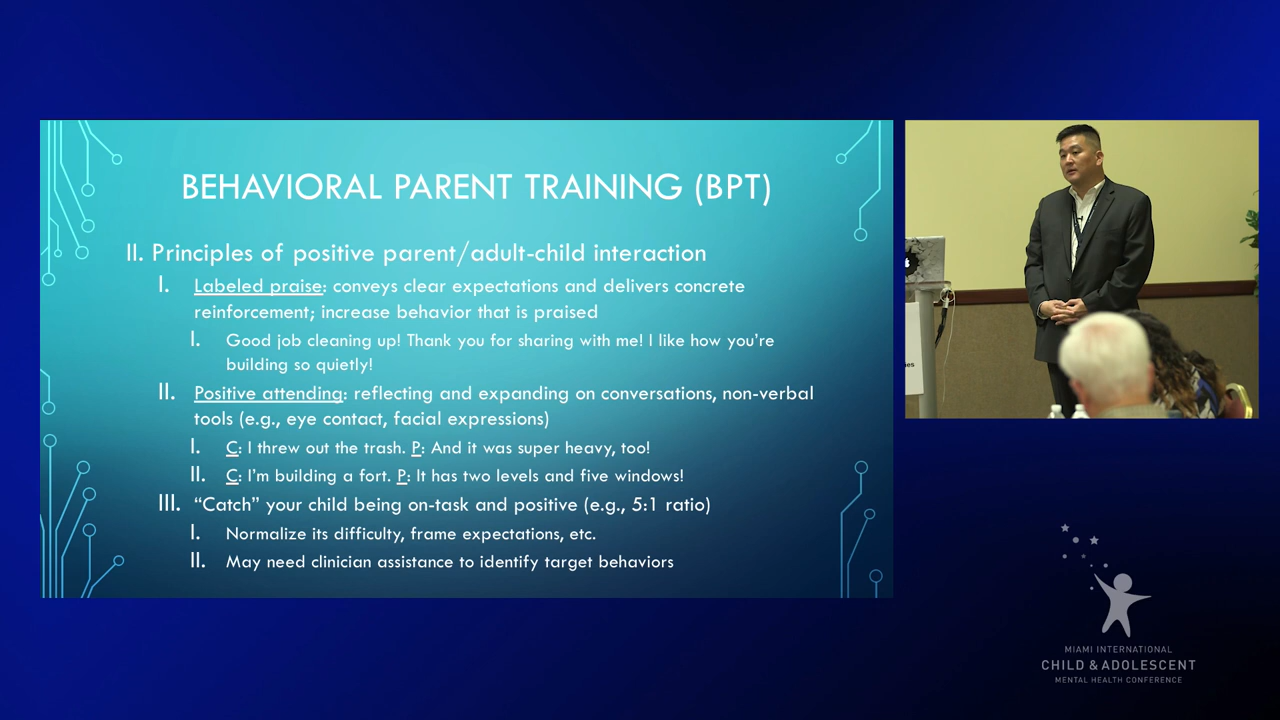 BEHAVIORAL PARENT TRAINING (BPT)
II. Principles of positive parent/adult-child interaction
I. Labeled praise: conveys clear expectations and delivers concrete
reinforcement; increase behavior that is praised
I. Good job cleaning up! Thank you for sharing with me! I like how you're
building so quietly!
II. Positive attending: reflecting and expanding on conversations, non-verbal
tools (e.g., eye contact, facial expressions)
I. C: I threw out the trash. P: And it was super heavy, too!
II. C: I'm building a fort. P: It has two levels and five windows!
III. “Catch” your child being on-task and positive (e.g., 5:1 ratio)
I. Normalize its difficulty, frame expectations, etc.
II. May need clinician assistance to identify target behaviors
MIAMI INTERNATIONAL
CHILD & ADOLESCENT
MENTAL HEALTH CONFERENCE